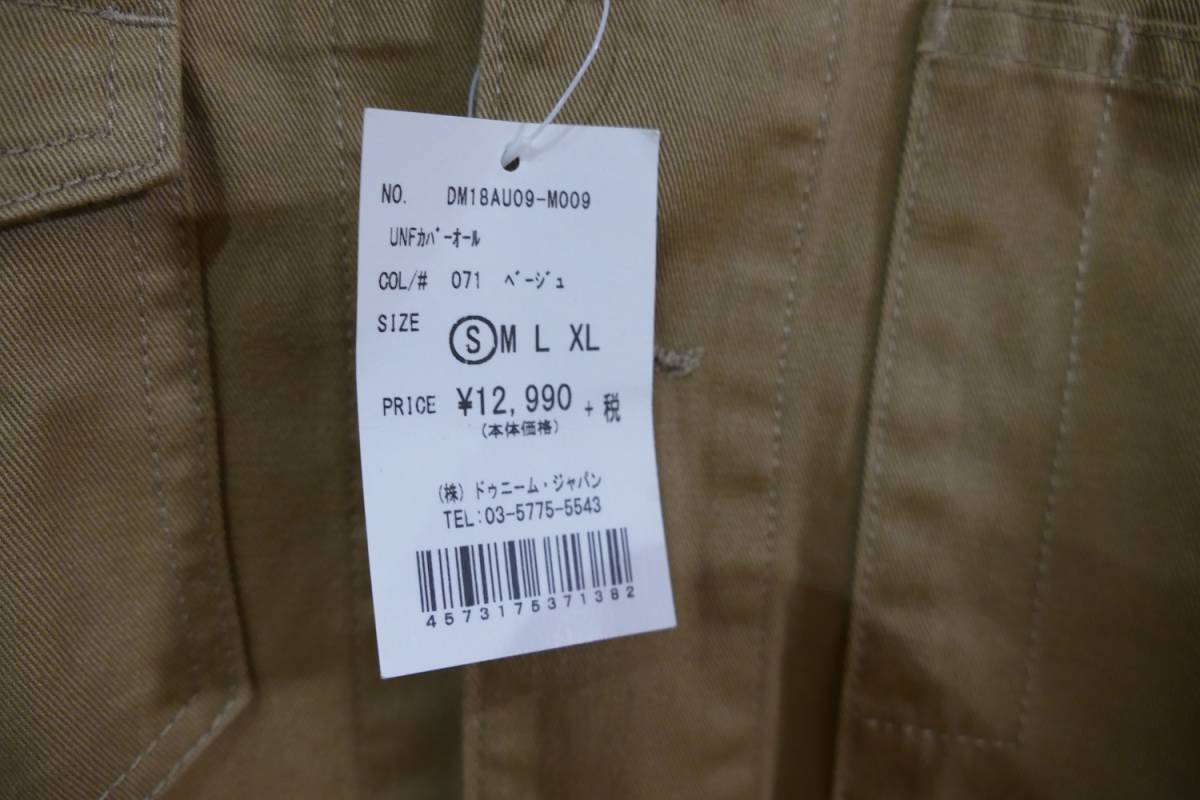 NO. DM18AU09-M009
UNFｶﾊﾞｰｵｰﾙ
COL/# 071 ﾍﾞｰｼﾞｭ
SIZE S M L XL
PRICE ¥12,990 +税
(本体価格)
(株) ドゥニーム・ジャパン
TEL:03-5775-5543
4573175371382